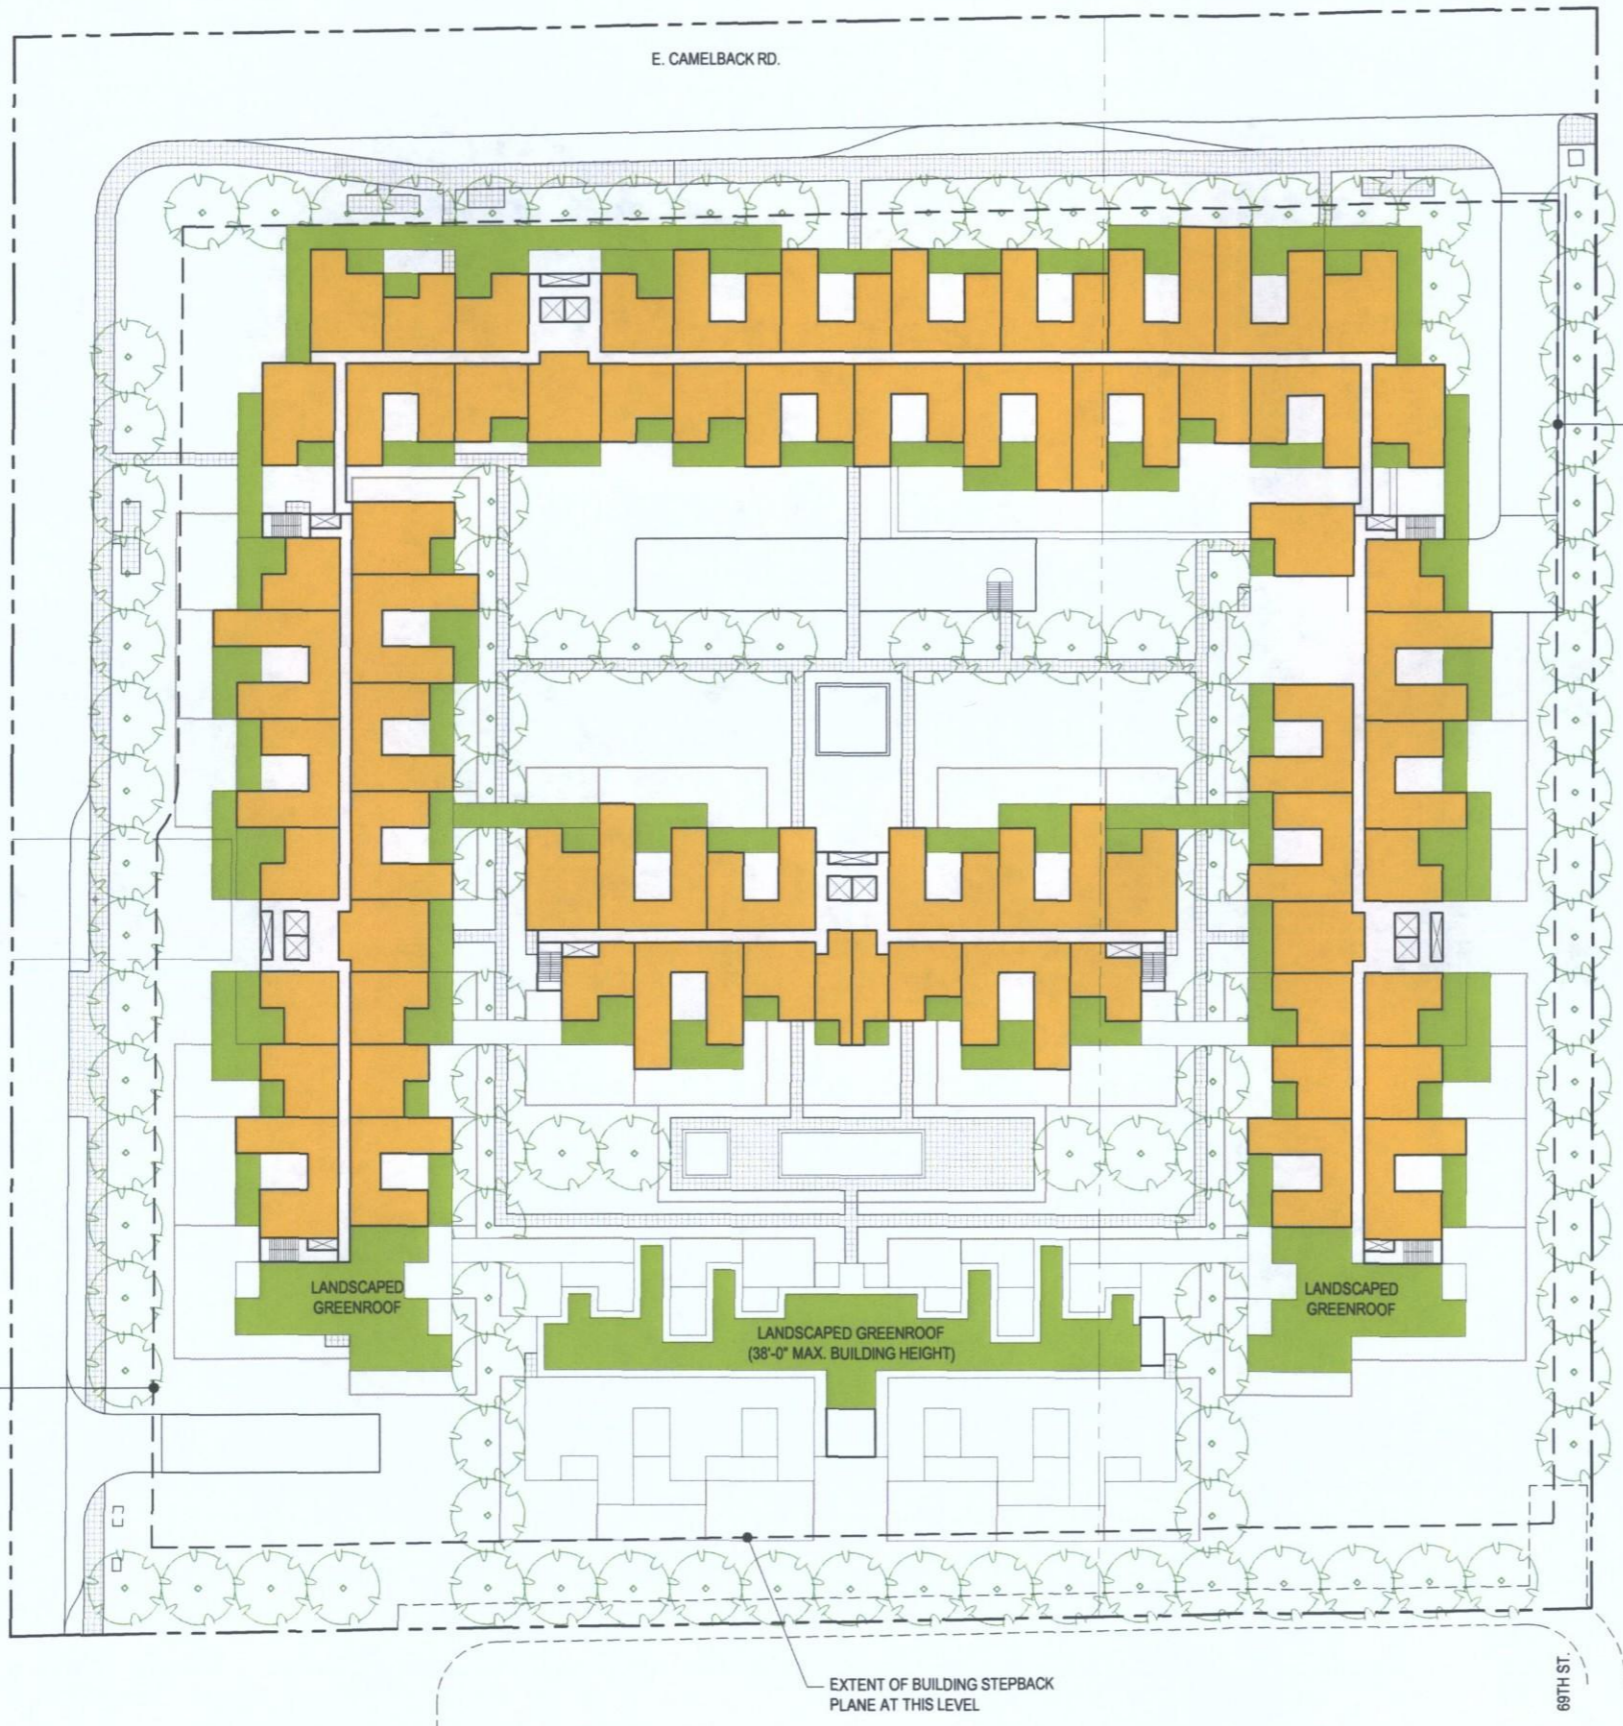 E. CAMELBACK RD.
LANDSCAPED
GREENROOF
LANDSCAPED GREENROOF
(38'-0" MAX. BUILDING HEIGHT)
LANDSCAPED
GREENROOF
EXTENT OF BUILDING STEPBACK
PLANE AT THIS LEVEL
69TH ST.